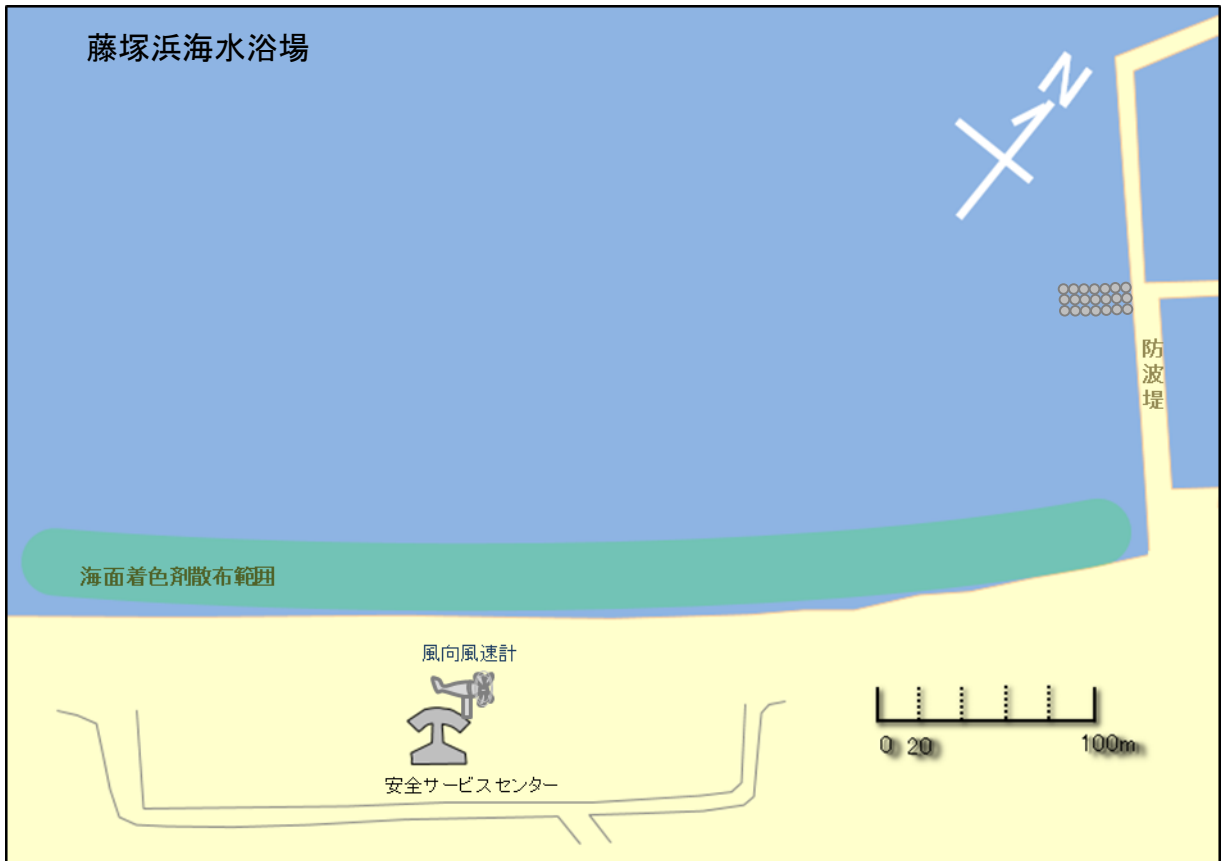 藤塚浜海水浴場
N
防波堤
海面着色剤散布範囲
風向風速計
安全サービスセンター
0 20 100m